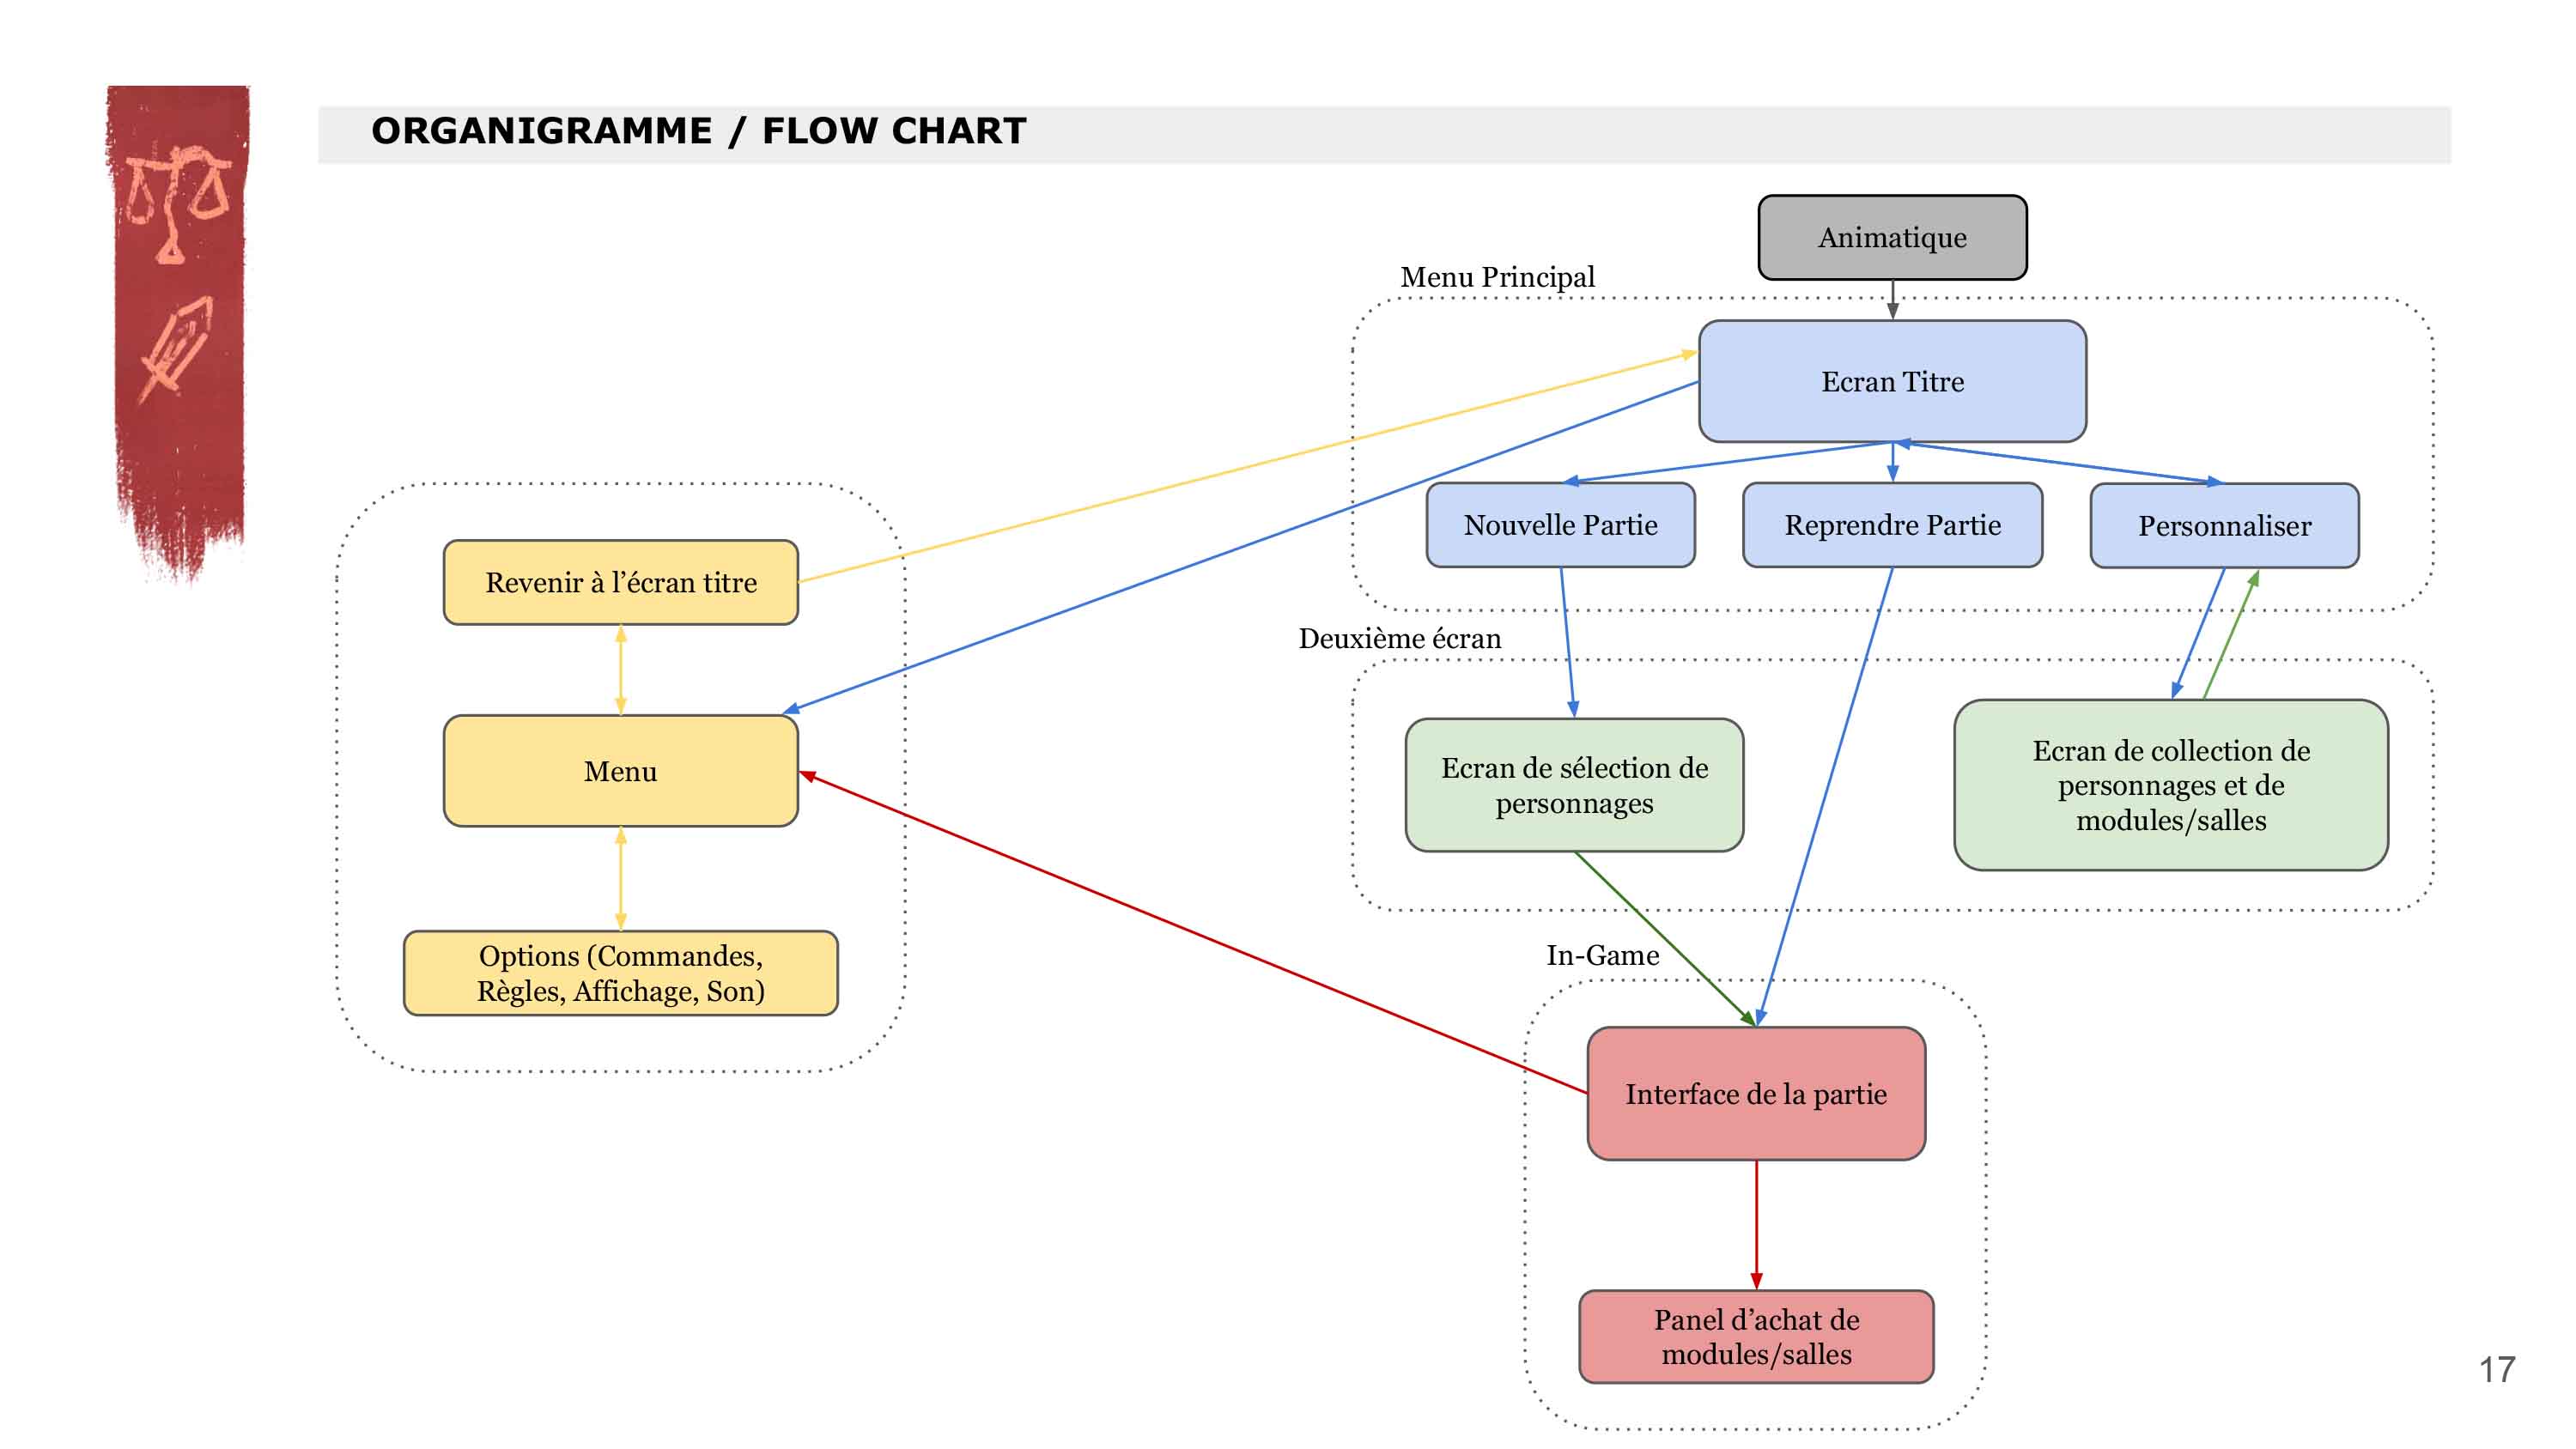 ORGANIGRAMME / FLOW CHART
Animatique
Menu Principal
Ecran Titre
Nouvelle Partie
Reprendre Partie
Personnaliser
Revenir à l’écran titre
Deuxième écran
Menu
Ecran de sélection de
personnages
Ecran de collection de
personnages et de
modules/salles
Options (Commandes,
Règles, Affichage, Son)
In-Game
Interface de la partie
Panel d’achat de
modules/salles
17